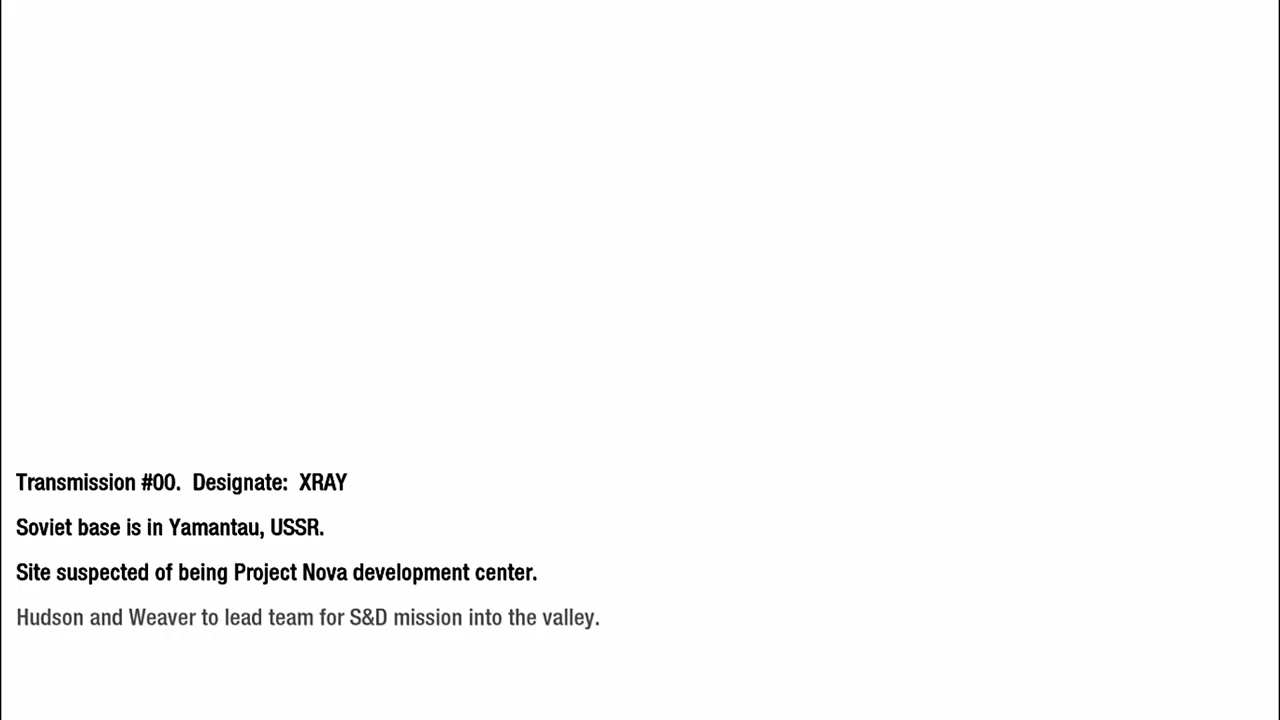 Transmission #00.  Designate:  XRAY
Soviet base is in Yamantau, USSR.
Site suspected of being Project Nova development center.
Hudson and Weaver to lead team for S&D mission into the valley.